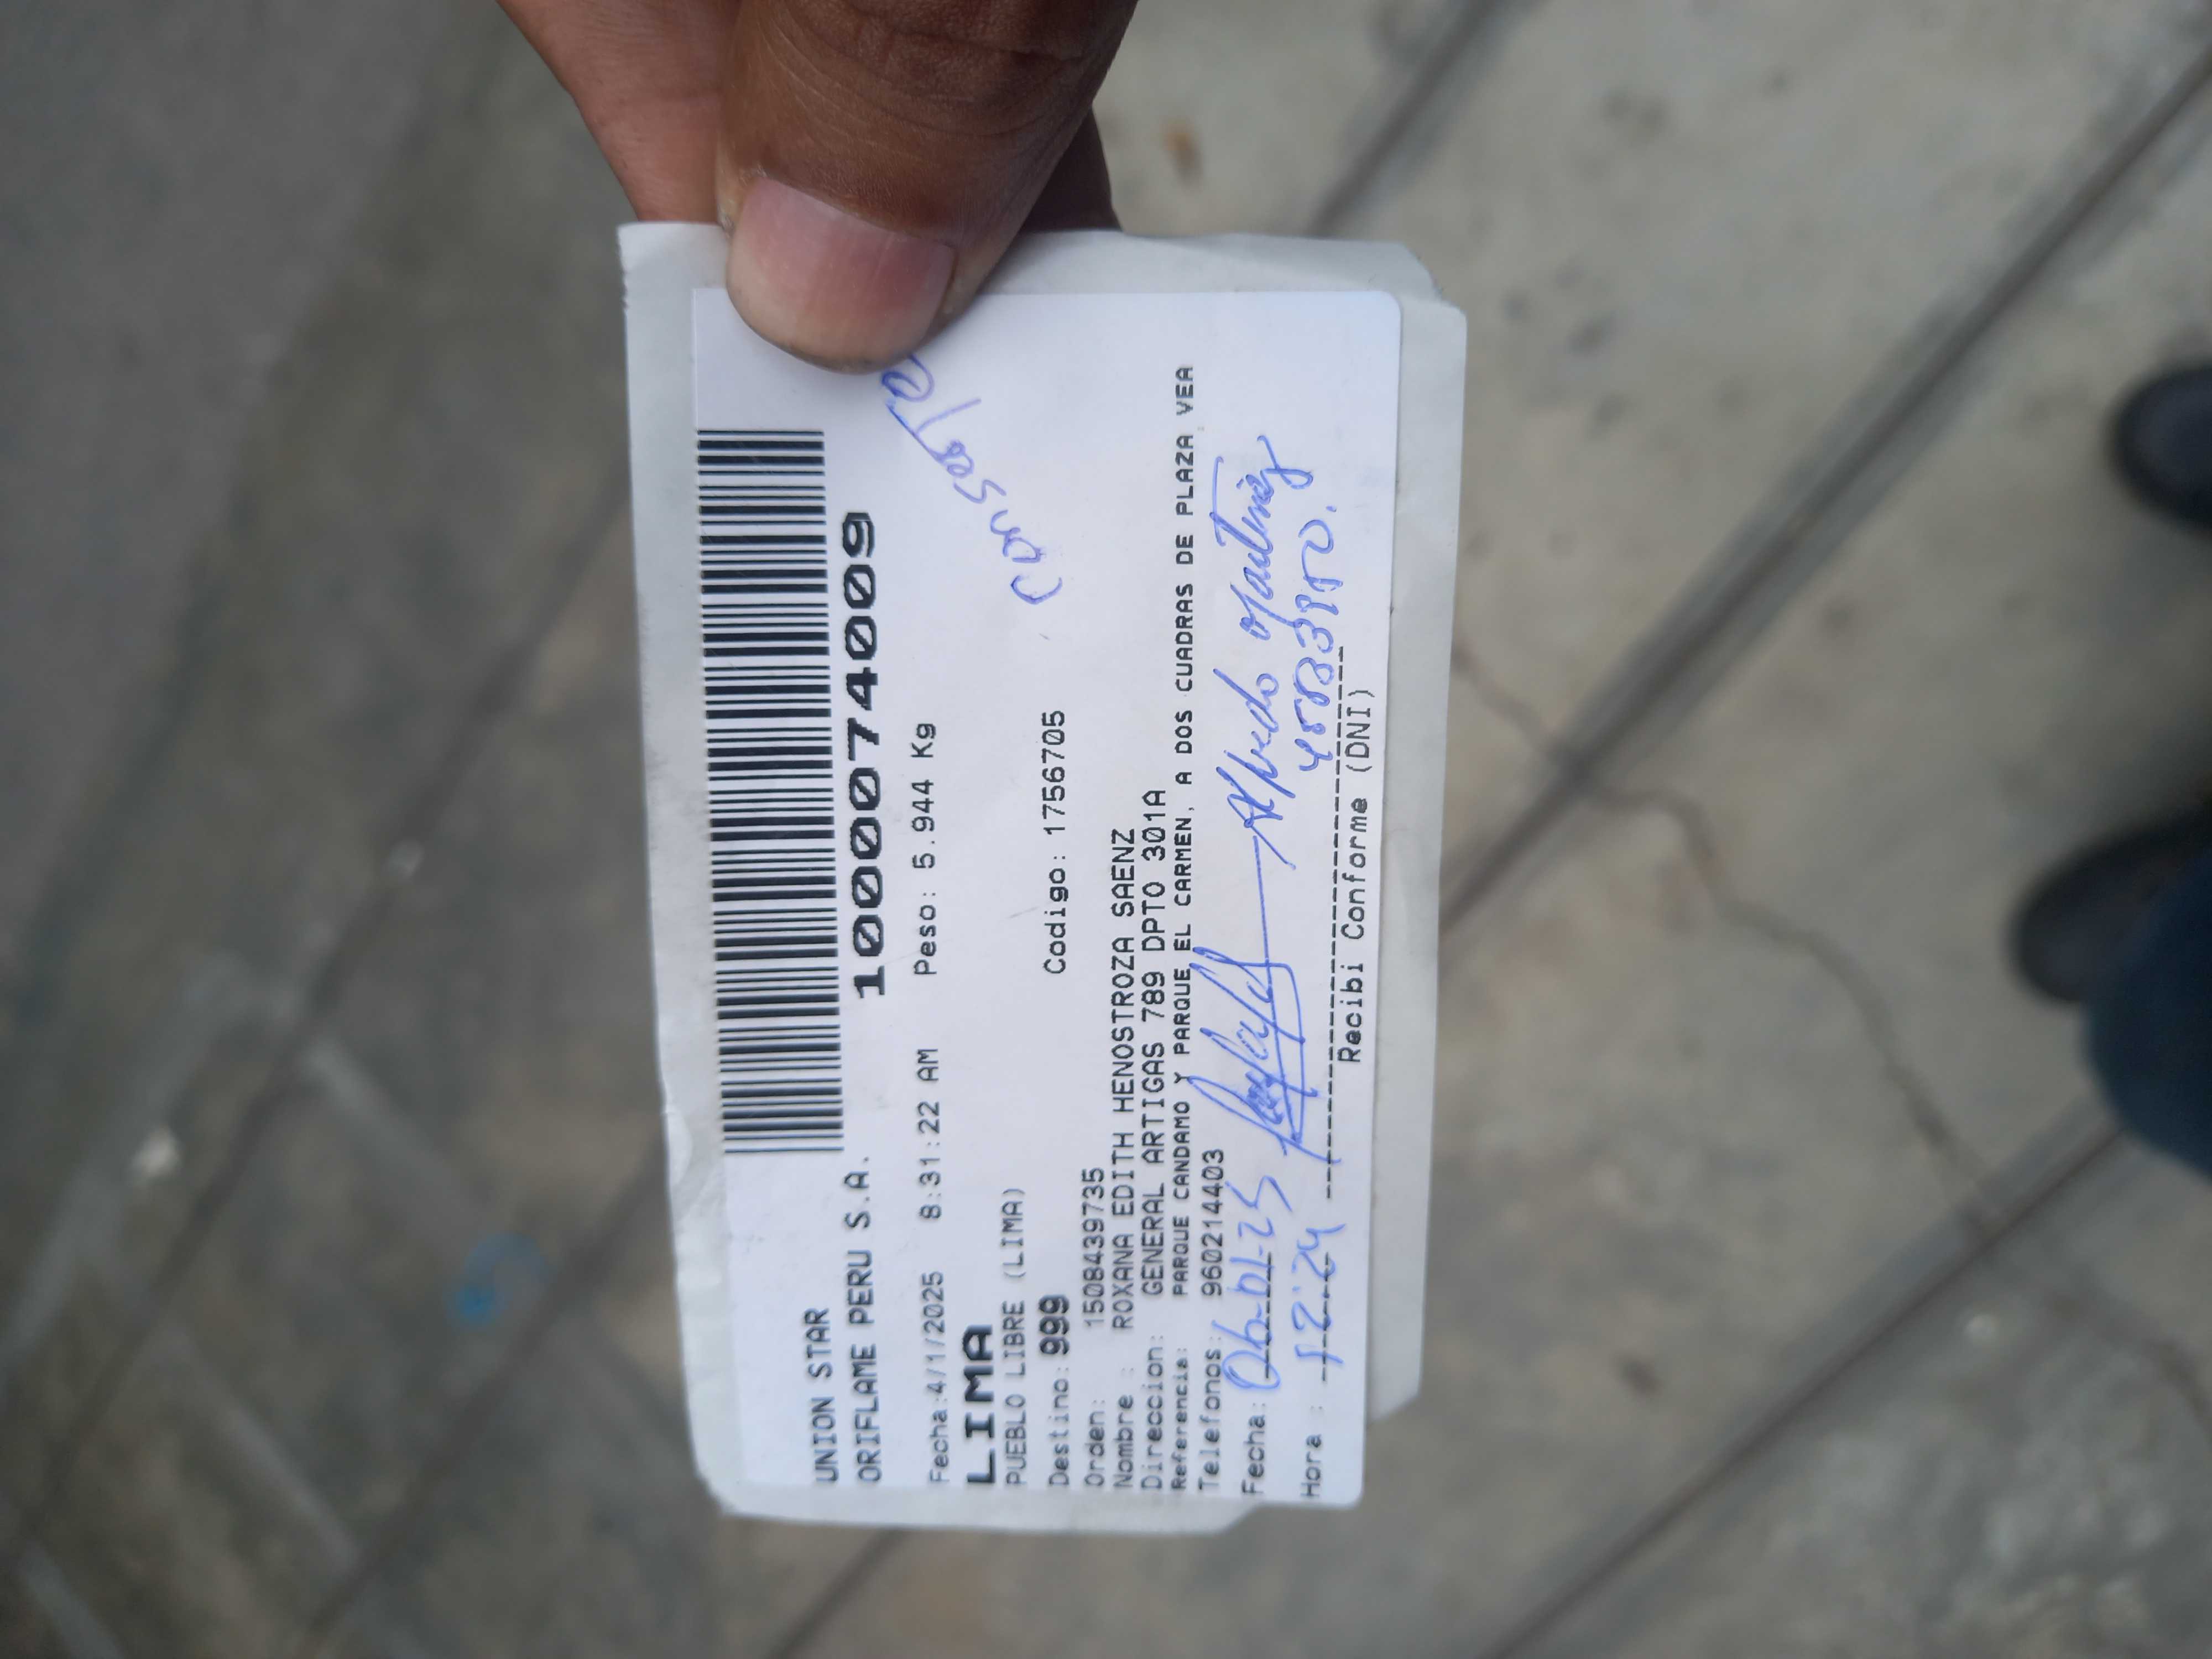 UNION STAR
ORIFLAME PERU S.A.
10000074009
Fecha:4/1/2025 8:31:22 AM Peso: 5.944 Kg
LIMA
PUEBLO LIBRE (LIMA)
Destino: 999 Codigo: 1756705
Orden: 1508439735
Nombre : ROXANA EDITH HENOSTROZA SAENZ
Direccion: GENERAL ARTIGAS 789 DPTO 301A
Referencia: PARQUE CANDAMO Y PARQUE EL CARMEN, A DOS CUADRAS DE PLAZA VEA
Telefonos: 960214403
Fecha: 06-01-25 Alfredo Martinez
Hora : 12:24
Recibi Conforme (DNI)